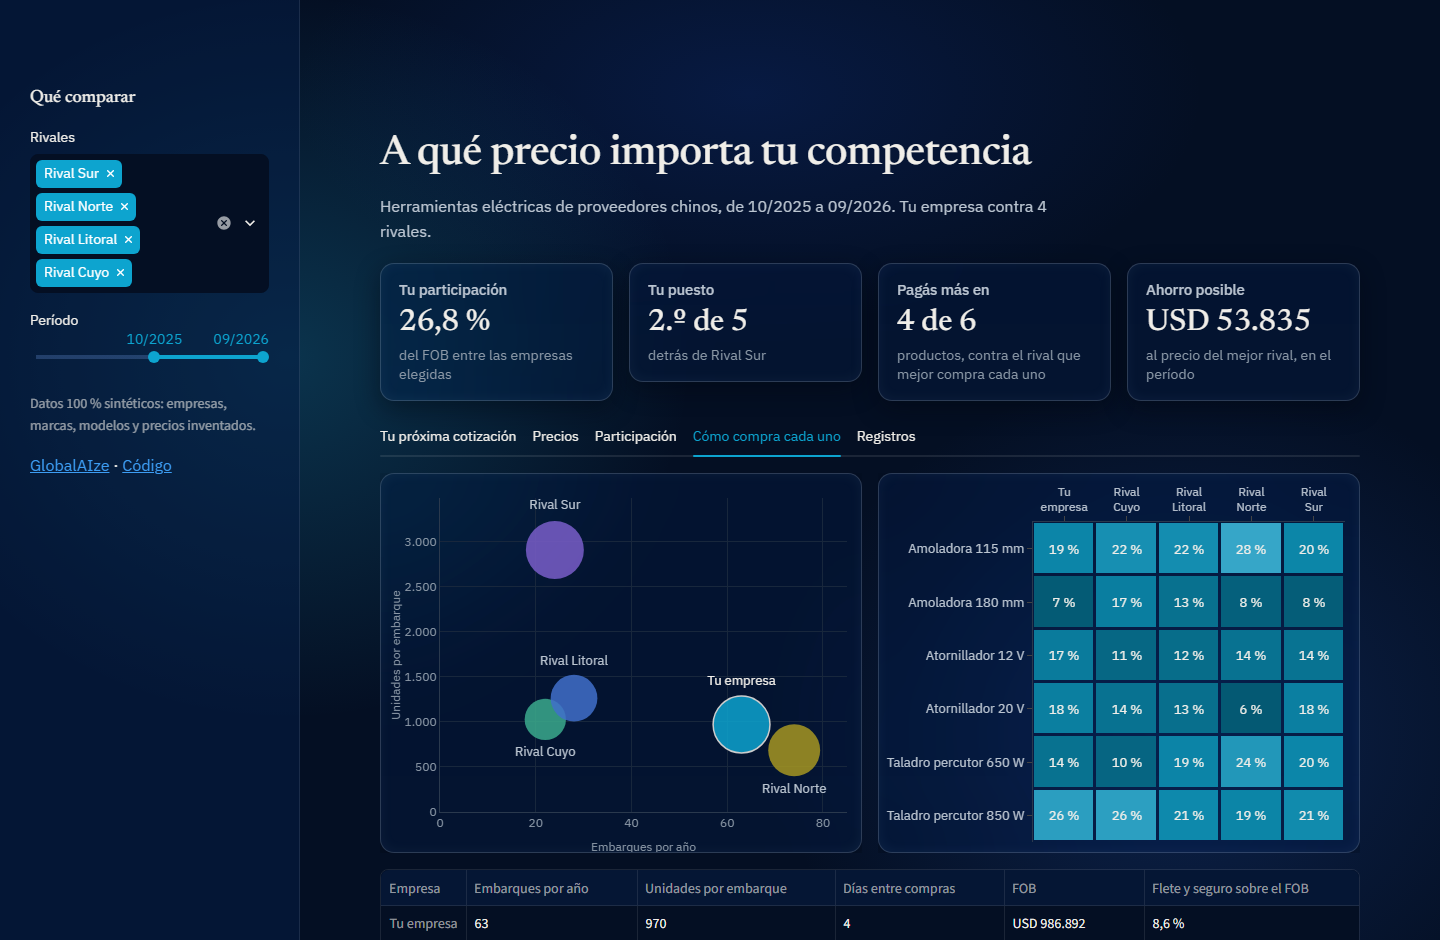 Qué comparar
Rivales
Rival Sur ×
Rival Norte ×
Rival Litoral ×
Rival Cuyo ×
Período
10/2025 09/2026
Datos 100 % sintéticos: empresas,
marcas, modelos y precios inventados.
GlobalAIze · Código
A qué precio importa tu competencia
Herramientas eléctricas de proveedores chinos, de 10/2025 a 09/2026. Tu empresa contra 4
rivales.
Tu participación
26,8 %
del FOB entre las empresas
elegidas
Tu puesto
2.º de 5
detrás de Rival Sur
Pagás más en
4 de 6
productos, contra el rival que
mejor compra cada uno
Ahorro posible
USD 53.835
al precio del mejor rival, en el
período
Tu próxima cotización Precios Participación Cómo compra cada uno Registros
Unidades por embarque
3.000
2.500
2.000
1.500
1.000
500
0
Rival Sur
Rival Litoral
Tu empresa
Rival Cuyo
Rival Norte
0 20 40 60 80
Embarques por año
Tu empresa
Rival Cuyo
Rival Litoral
Rival Norte
Rival Sur
Amoladora 115 mm 19 % 22 % 22 % 28 % 20 %
Amoladora 180 mm 7 % 17 % 13 % 8 % 8 %
Atornillador 12 V 17 % 11 % 12 % 14 % 14 %
Atornillador 20 V 18 % 14 % 13 % 6 % 18 %
Taladro percutor 650 W 14 % 10 % 19 % 24 % 20 %
Taladro percutor 850 W 26 % 26 % 21 % 19 % 21 %
Empresa Embarques por año Unidades por embarque Días entre compras FOB Flete y seguro sobre el FOB
Tu empresa 63 970 4 USD 986.892 8,6 %